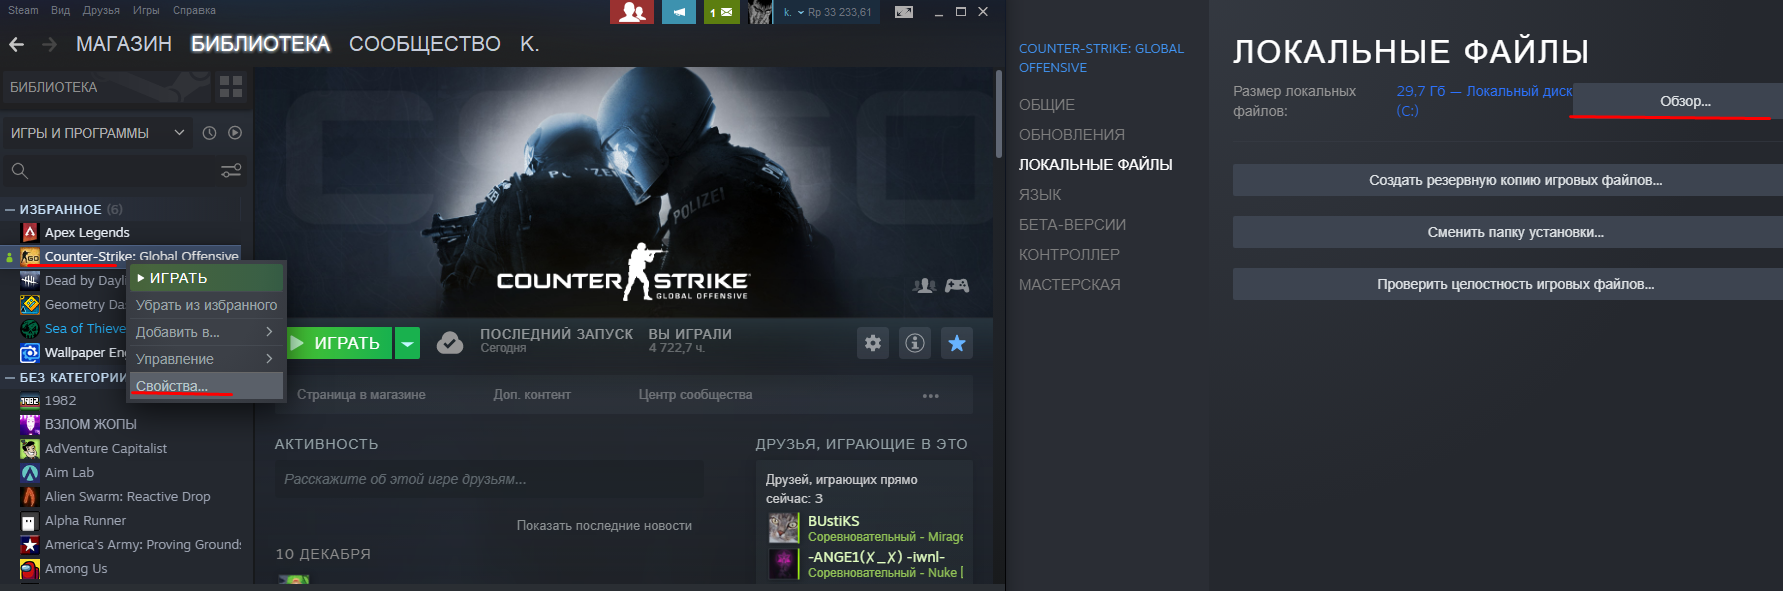 Steam Вид Друзья Игры Справка
1
к. Rp 33 233,61
МАГАЗИН БИБЛИОТЕКА СООБЩЕСТВО К.
БИБЛИОТЕКА
ИГРЫ И ПРОГРАММЫ
ИЗБРАННОЕ (6)
Apex Legends
Counter-Strike: Global Offensive
Dead by Dayli
Geometry Da
Sea of Thieve
Wallpaper En
БЕЗ КАТЕГОРИИ
1982
ВЗЛОМ ЖОПЫ
AdVenture Capitalist
Aim Lab
Alien Swarm: Reactive Drop
Alpha Runner
America's Army: Proving Grounds
Among Us
ИГРАТЬ
Убрать из избранного
Добавить в...
Управление
Свойства...
POLIZEI
POLIZEI
COUNTER STRIKE
GLOBAL OFFENSIVE
ИГРАТЬ
ПОСЛЕДНИЙ ЗАПУСК
Сегодня
ВЫ ИГРАЛИ
4 722,7 ч.
Страница в магазине Доп. контент Центр сообщества
АКТИВНОСТЬ
Расскажите об этой игре друзьям...
Показать последние новости
10 ДЕКАБРЯ
ДРУЗЬЯ, ИГРАЮЩИЕ В ЭТО
Друзей, играющих прямо
сейчас: 3
BUstiKS
Соревновательный - Mirage
-ANGE1(X_X) -iwnl-
Соревновательный - Nuke [
COUNTER-STRIKE: GLOBAL
OFFENSIVE
ОБЩИЕ
ОБНОВЛЕНИЯ
ЛОКАЛЬНЫЕ ФАЙЛЫ
ЯЗЫК
БЕТА-ВЕРСИИ
КОНТРОЛЛЕР
МАСТЕРСКАЯ
ЛОКАЛЬНЫЕ ФАЙЛЫ
Размер локальных
файлов:
29,7 Гб — Локальный диск
(C:)
Обзор...
Создать резервную копию игровых файлов...
Сменить папку установки...
Проверить целостность игровых файлов...